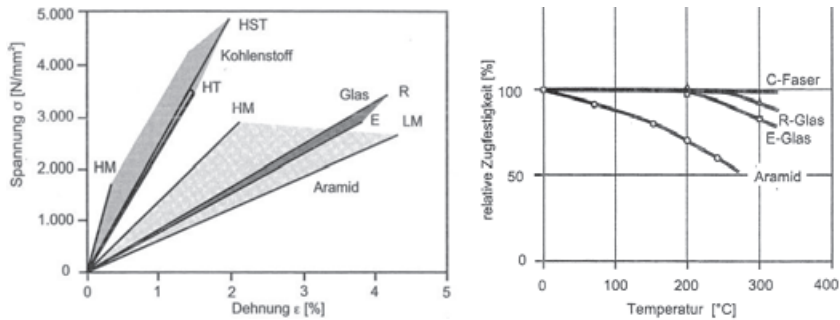 Spannung σ [N/mm²]
5.000
4.000
3.000
2.000
1.000
0
0 1 2 3 4 5
Dehnung ε [%]
HST
Kohlenstoff
HT
HM
HM
Glas
R
E
LM
Aramid
relative Zugfestigkeit [%]
100
50
0
0 100 200 300 400
Temperatur [°C]
C-Faser
R-Glas
E-Glas
Aramid